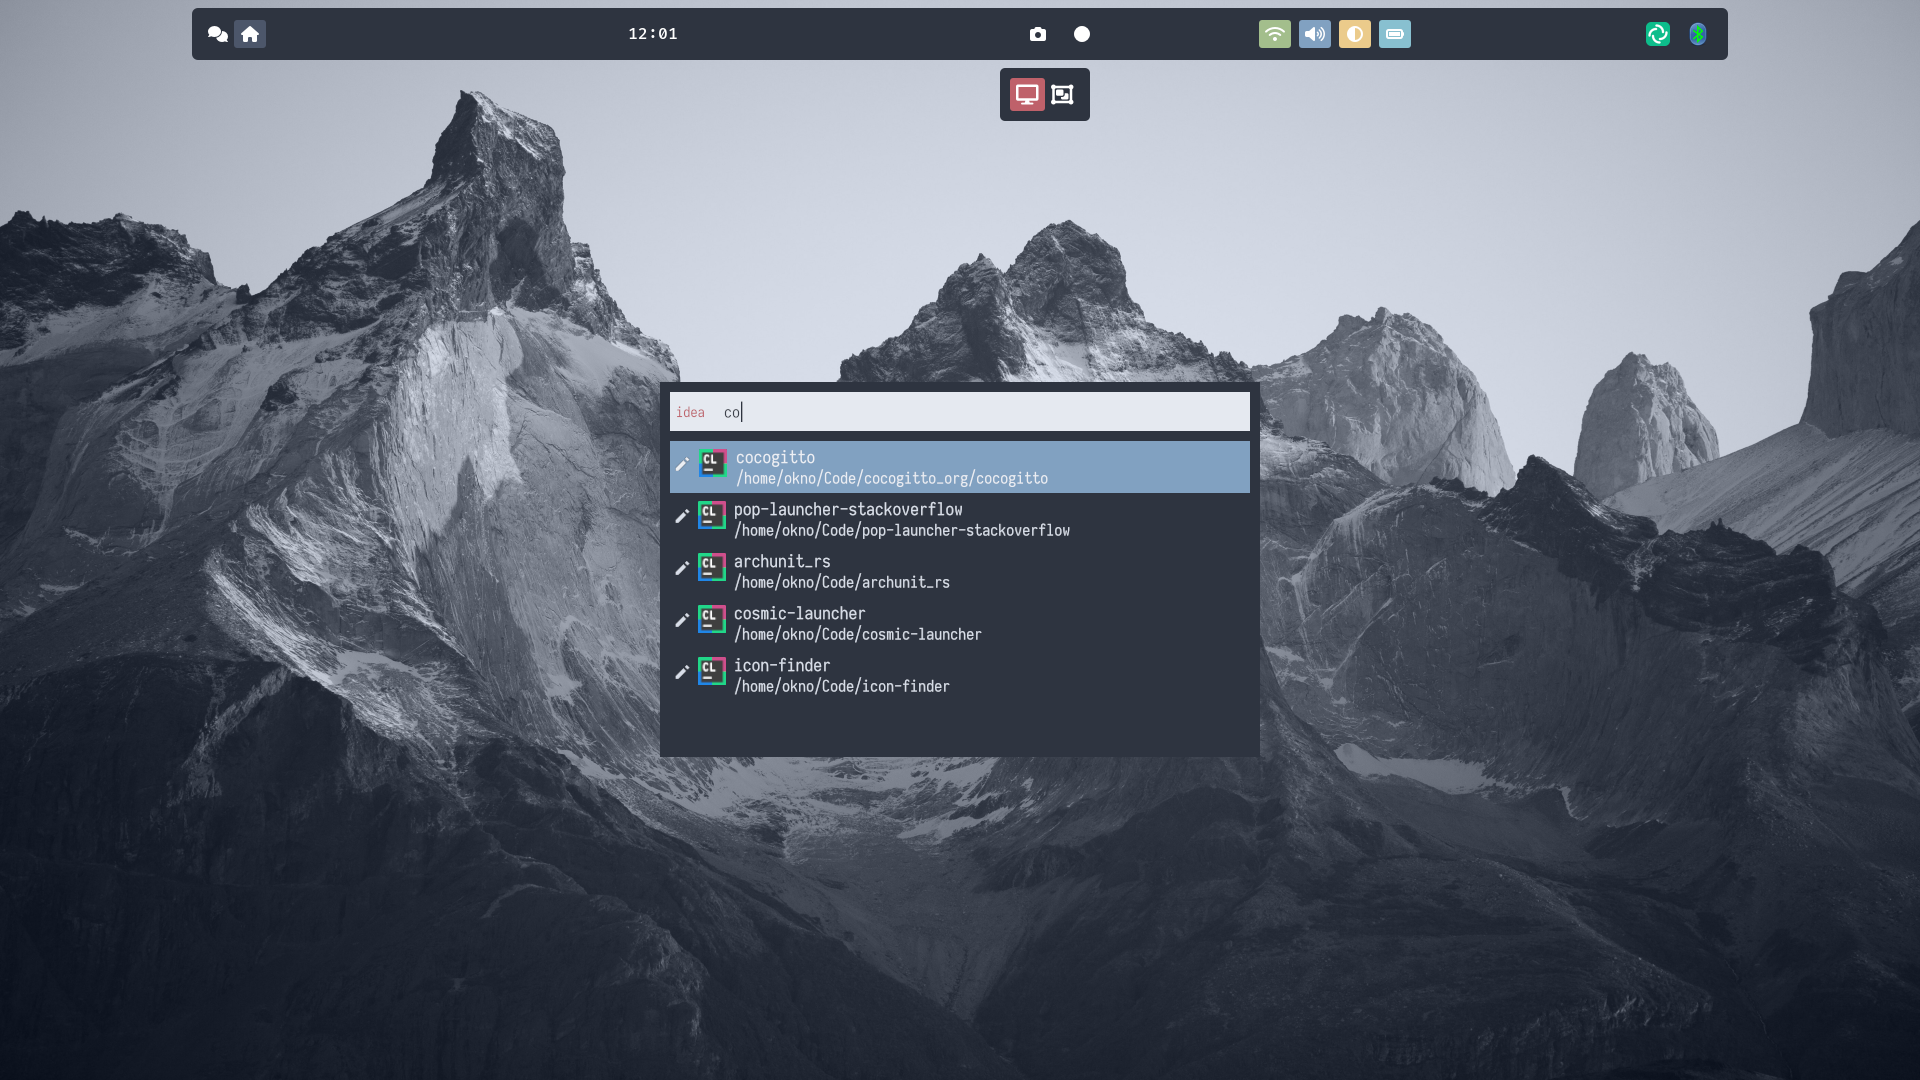 12:01
idea co
CL cocogitto
/home/okno/Code/cocogitto_org/cocogitto
CL pop-launcher-stackoverflow
/home/okno/Code/pop-launcher-stackoverflow
CL archunit_rs
/home/okno/Code/archunit_rs
CL cosmic-launcher
/home/okno/Code/cosmic-launcher
CL icon-finder
/home/okno/Code/icon-finder